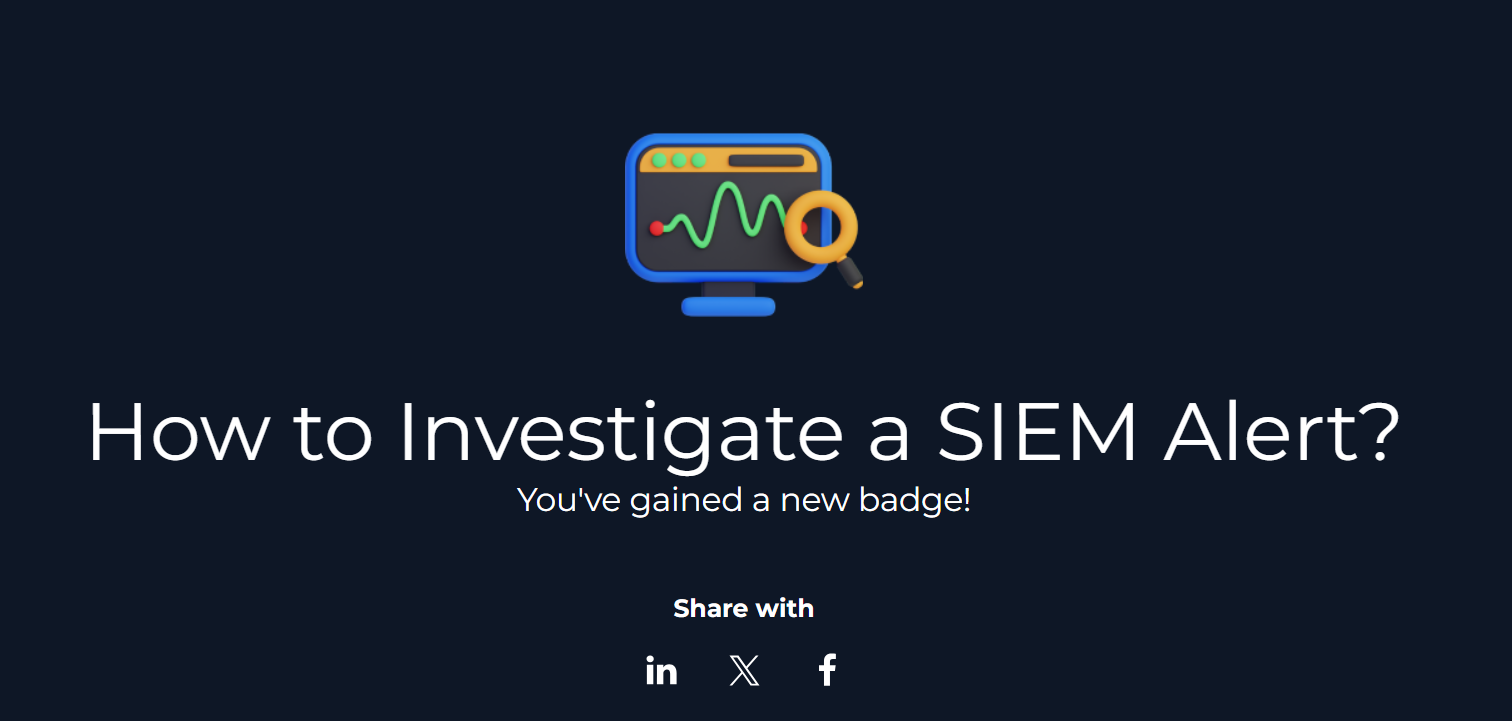 How to Investigate a SIEM Alert?
You've gained a new badge!
Share with
in X f